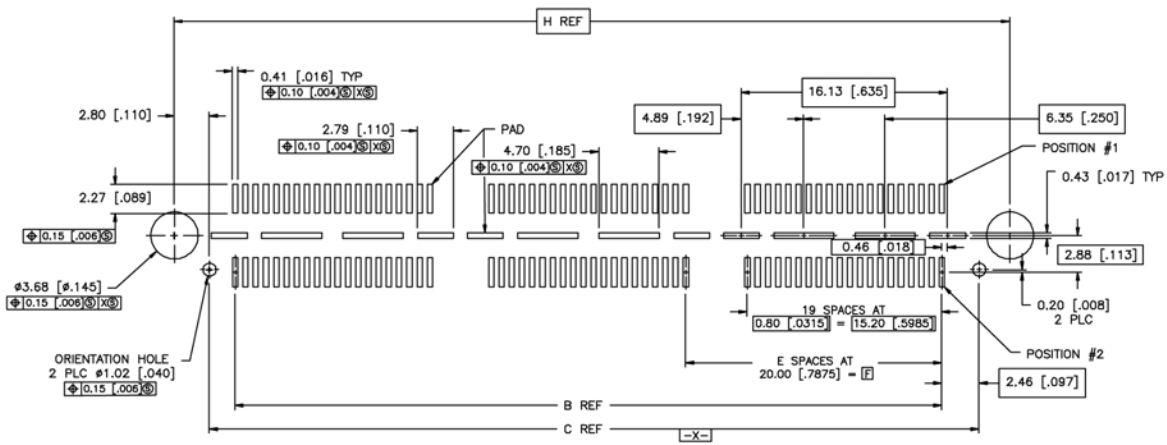 H REF
0.41 [.016] TYP
⌖ 0.10 [.004]Ⓢ XⓈ
2.80 [.110]
2.79 [.110]
⌖ 0.10 [.004]Ⓢ XⓈ
PAD
4.70 [.185]
⌖ 0.10 [.004]Ⓢ XⓈ
16.13 [.635]
4.89 [.192]
6.35 [.250]
POSITION #1
0.43 [.017] TYP
2.27 [.089]
⌖ 0.15 [.006]Ⓢ
0.46 [.018]
2.88 [.113]
ø3.68 [ø.145]
⌖ 0.15 [.006]Ⓢ XⓈ
0.20 [.008]
2 PLC
19 SPACES AT
0.80 [.0315] = 15.20 [.5985]
ORIENTATION HOLE
2 PLC ø1.02 [.040]
⌖ 0.15 [.006]Ⓢ
E SPACES AT
20.00 [.7875] = F
POSITION #2
2.46 [.097]
B REF
C REF
-X-